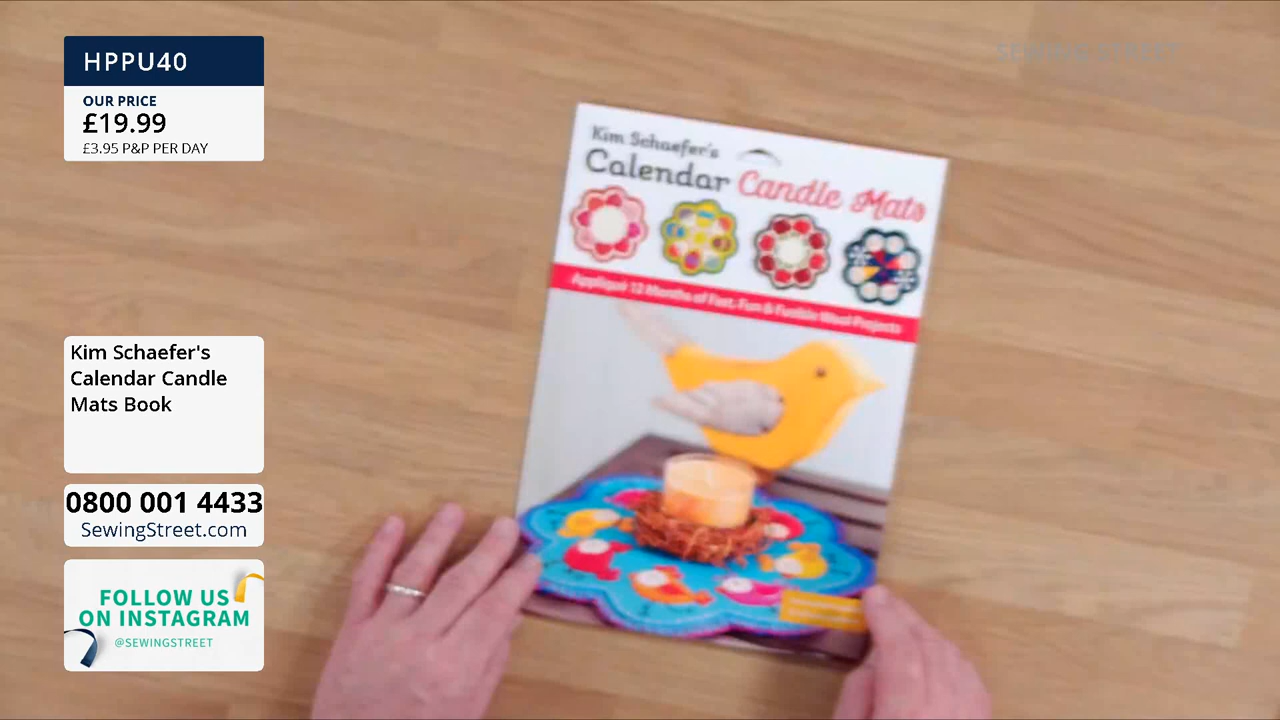 HPPU40
OUR PRICE
£19.99
£3.95 P&P PER DAY
SEWING STREET
Kim Schaefer's
Calendar Candle Mats
Appliqué 12 Months of Fast, Fun & Fusible Wool Projects
Kim Schaefer's
Calendar Candle
Mats Book
0800 001 4433
SewingStreet.com
FOLLOW US
ON INSTAGRAM
@SEWINGSTREET